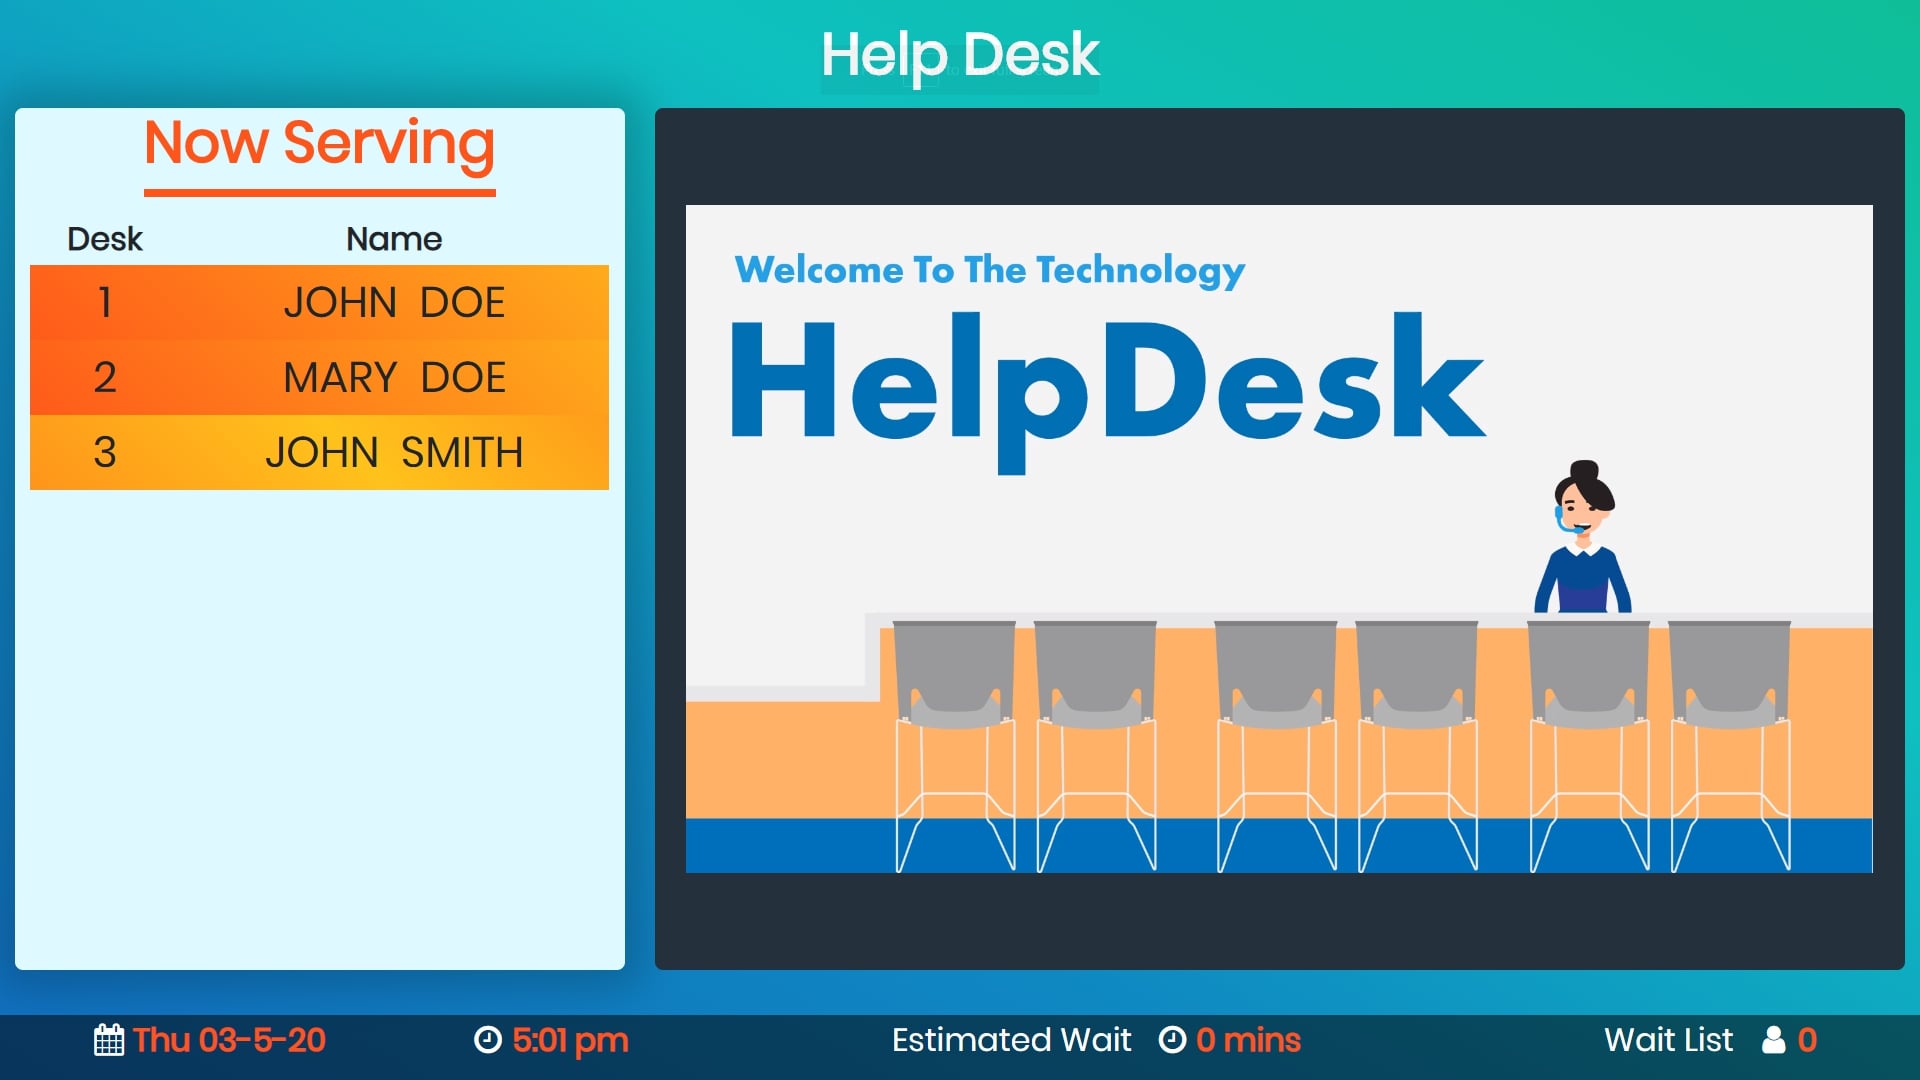 Help Desk
Now Serving
Desk Name
1 JOHN DOE
2 MARY DOE
3 JOHN SMITH
Welcome To The Technology
HelpDesk
Thu 03-5-20 5:01 pm Estimated Wait 0 mins Wait List 0